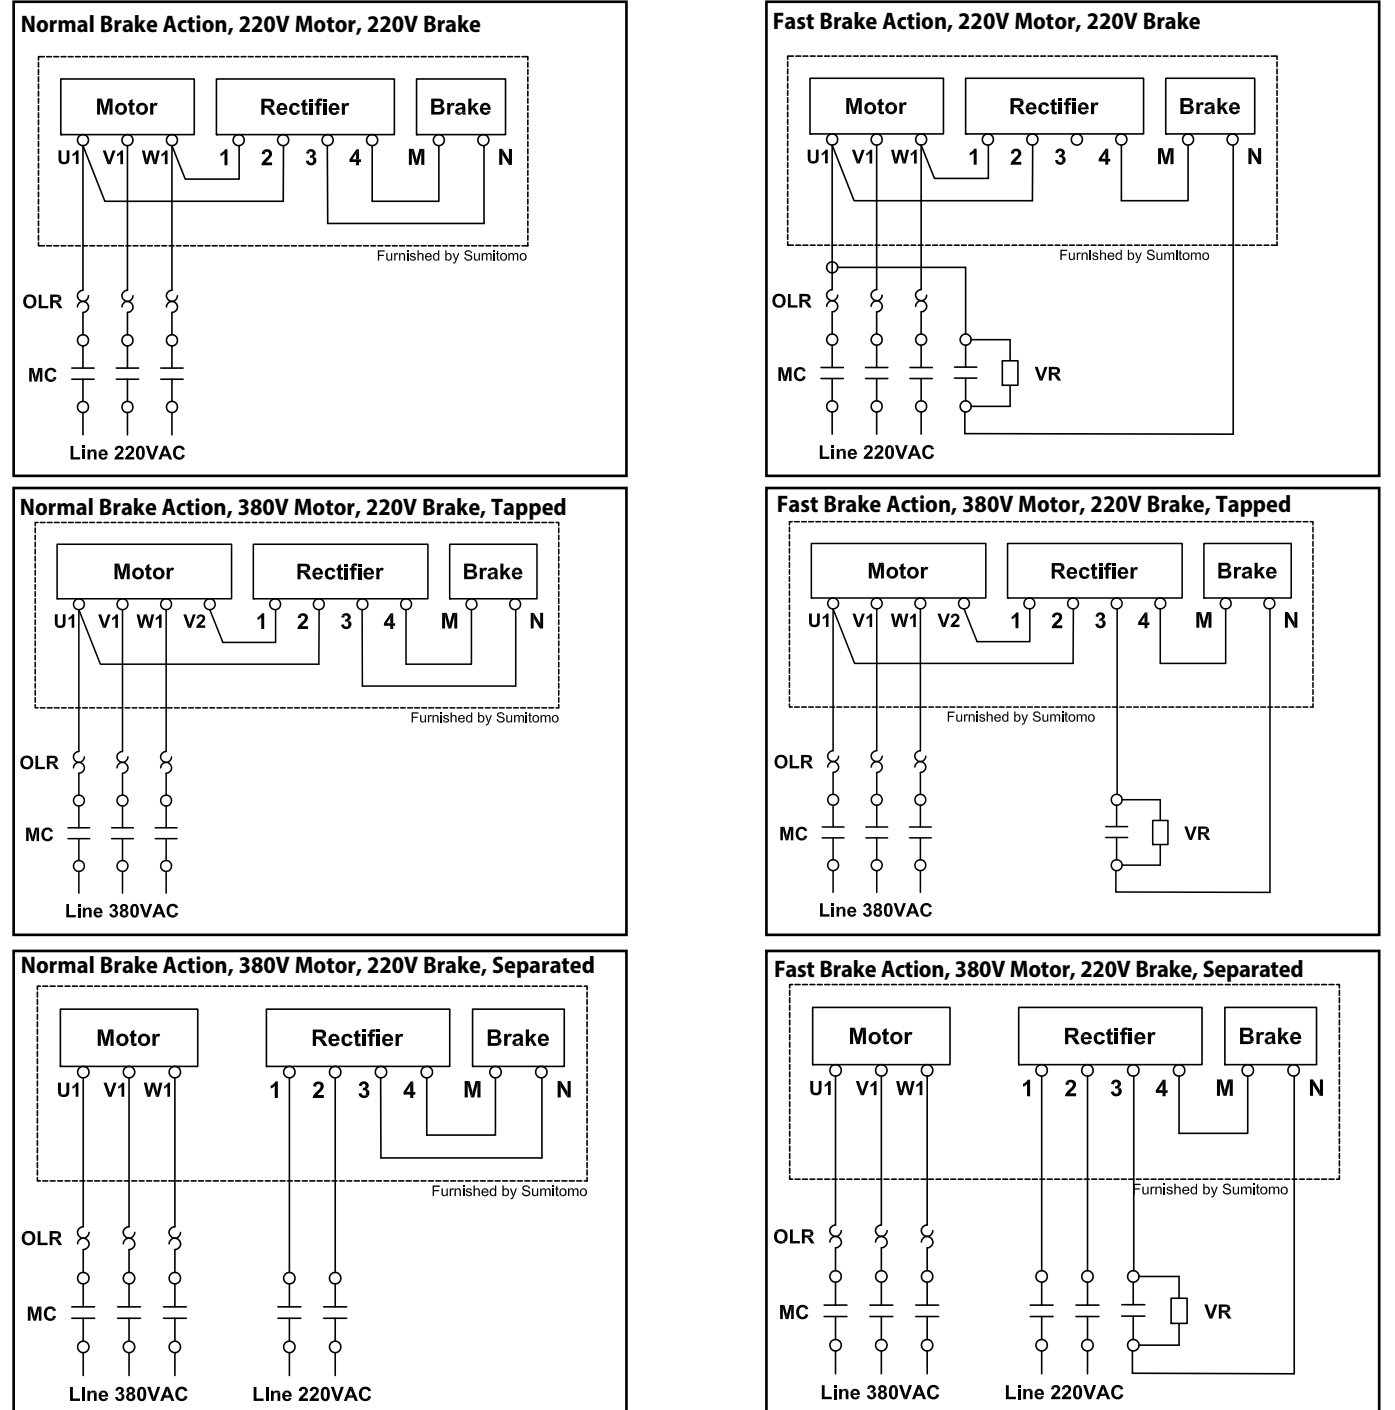 Normal Brake Action, 220V Motor, 220V Brake
Motor Rectifier Brake
U1 V1 W1 1 2 3 4 M N
Furnished by Sumitomo
OLR
MC
Line 220VAC
Fast Brake Action, 220V Motor, 220V Brake
Motor Rectifier Brake
U1 V1 W1 1 2 3 4 M N
Furnished by Sumitomo
OLR
MC VR
Line 220VAC
Normal Brake Action, 380V Motor, 220V Brake, Tapped
Motor Rectifier Brake
U1 V1 W1 V2 1 2 3 4 M N
Furnished by Sumitomo
OLR
MC
Line 380VAC
Fast Brake Action, 380V Motor, 220V Brake, Tapped
Motor Rectifier Brake
U1 V1 W1 V2 1 2 3 4 M N
Furnished by Sumitomo
OLR
MC VR
Line 380VAC
Normal Brake Action, 380V Motor, 220V Brake, Separated
Motor Rectifier Brake
U1 V1 W1 1 2 3 4 M N
Furnished by Sumitomo
OLR
MC
LIne 380VAC LIne 220VAC
Fast Brake Action, 380V Motor, 220V Brake, Separated
Motor Rectifier Brake
U1 V1 W1 1 2 3 4 M N
Furnished by Sumitomo
OLR
MC VR
Line 380VAC Line 220VAC